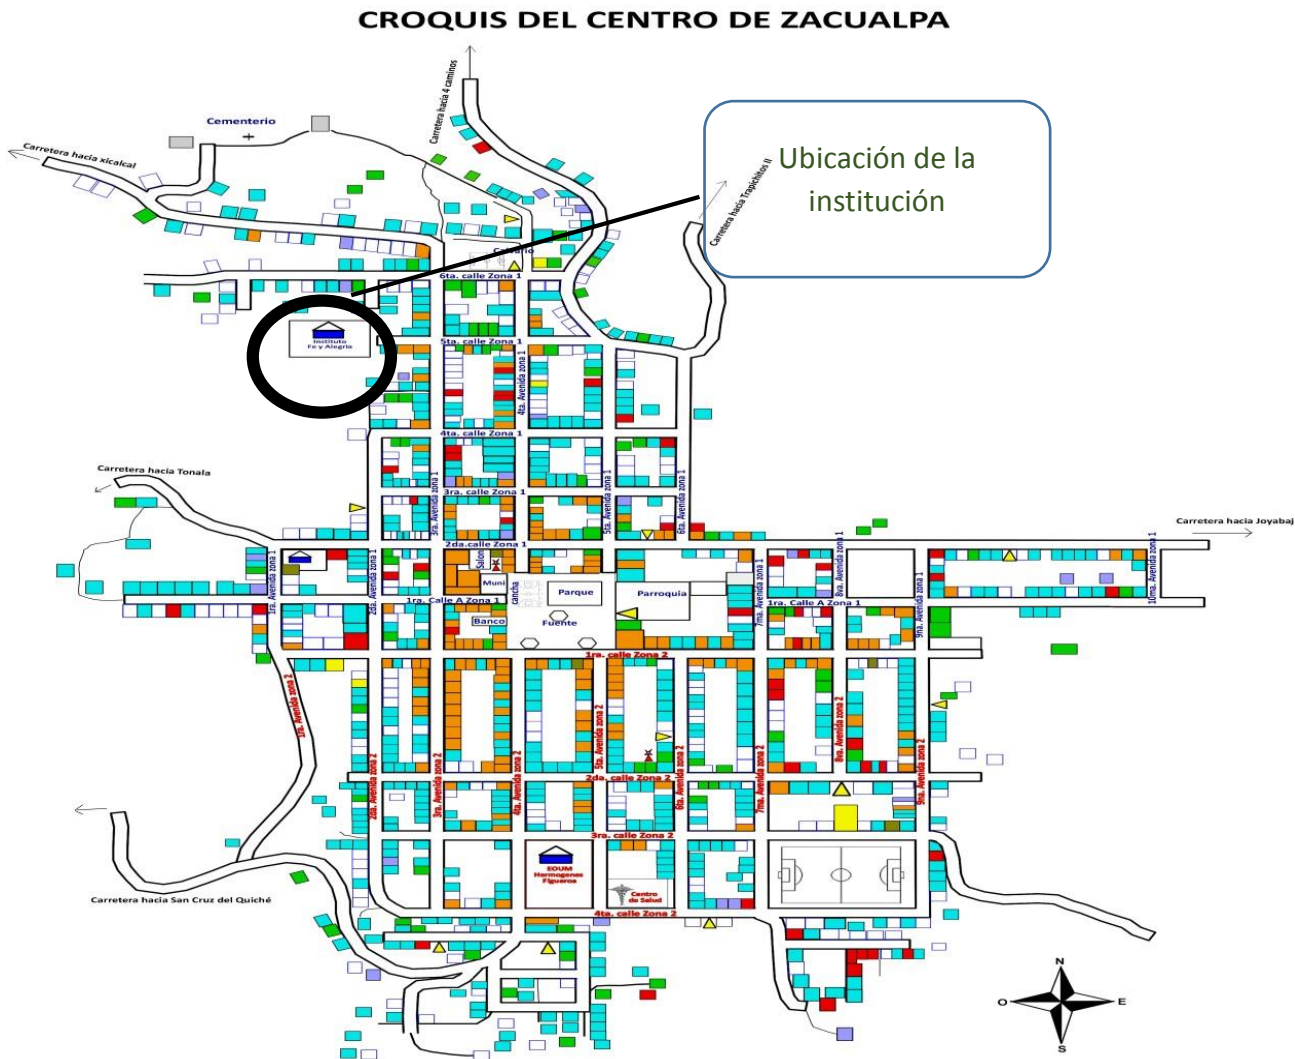 CROQUIS DEL CENTRO DE ZACUALPA
Carretera hacia 4 caminos
Cementerio
Carretera hacia xicalcal
Ubicación de la
institución
Carretera hacia Trapichitos II
Calvario
6ta. calle Zona 1
Instituto
Fe y Alegría
5ta. calle Zona 1
4ta. Avenida zona 1
4ta. calle Zona 1
Carretera hacia Tonala
3ra. calle Zona 1
3ra. Avenida zona 1
5ta. Avenida zona 1
6ta. Avenida zona 1
Carretera hacia Joyabaj
2da.calle Zona 1
Salon
Muni
cancha
Parque
Parroquia
1ra. Avenida zona 1
2da. Avenida zona 1
7ma. Avenida zona 1
8va. Avenida zona 1
9na. Avenida zona 1
10ma. Avenida zona 1
1ra. Calle A Zona 1
1ra. Calle A Zona 1
Banco
Fuente
1ra. calle Zona 2
1ra. Avenida zona 2
2da. Avenida zona 2
3ra. Avenida zona 2
4ta. Avenida zona 2
5ta. Avenida zona 2
6ta. Avenida zona 2
7ma. Avenida zona 2
8va. Avenida zona 2
9na. Avenida zona 2
2da. calle Zona 2
3ra. calle Zona 2
EOUM
Hermogenes
Figueroa
Centro
de Salud
Carretera hacia San Cruz del Quiché
4ta. calle Zona 2
N
O
E
S